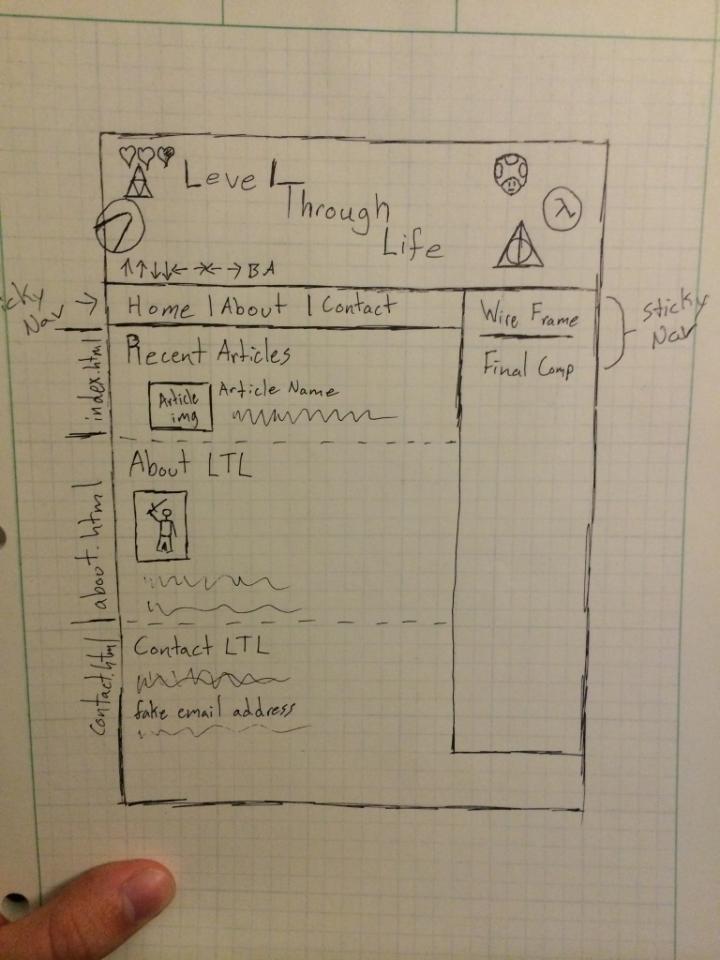 Level
Through
Life
λ
↑↑↓↓←→←→BA
Home | About | Contact
Wire Frame
Final Comp
Sticky
Nav
Nav
index.html
Recent Articles
Article
img
Article Name
about.html
About LTL
contact.html
Contact LTL
fake email address